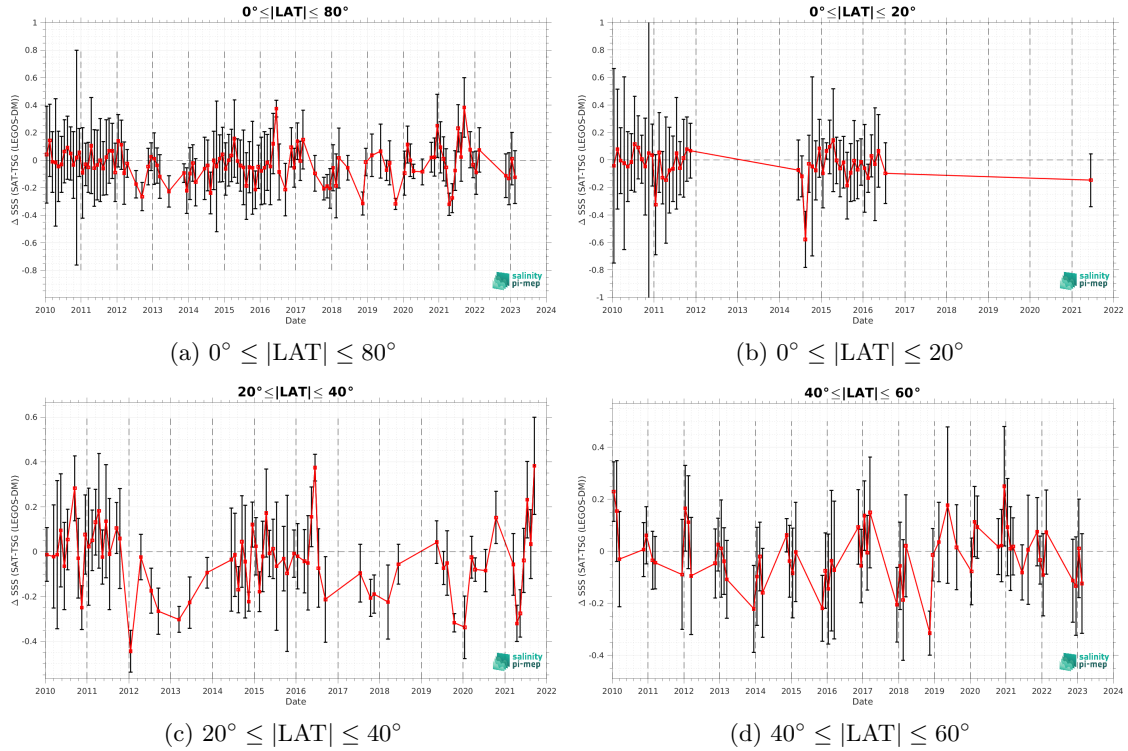 0°≤|LAT|≤ 80°
Δ SSS (SAT-TSG (LEGOS-DM))
1
0.8
0.6
0.4
0.2
0
-0.2
-0.4
-0.6
-0.8
2010 2011 2012 2013 2014 2015 2016 2017 2018 2019 2020 2021 2022 2023 2024
Date
salinity
pi-mep
(a) 0° ≤ |LAT| ≤ 80°
0°≤|LAT|≤ 20°
Δ SSS (SAT-TSG (LEGOS-DM))
1
0.8
0.6
0.4
0.2
0
-0.2
-0.4
-0.6
-0.8
-1
2010 2011 2012 2013 2014 2015 2016 2017 2018 2019 2020 2021 2022
Date
salinity
pi-mep
(b) 0° ≤ |LAT| ≤ 20°
20°≤|LAT|≤ 40°
Δ SSS (SAT-TSG (LEGOS-DM))
0.6
0.4
0.2
0
-0.2
-0.4
2010 2011 2012 2013 2014 2015 2016 2017 2018 2019 2020 2021 2022
Date
salinity
pi-mep
(c) 20° ≤ |LAT| ≤ 40°
40°≤|LAT|≤ 60°
Δ SSS (SAT-TSG (LEGOS-DM))
0.4
0.2
0
-0.2
-0.4
2010 2011 2012 2013 2014 2015 2016 2017 2018 2019 2020 2021 2022 2023 2024
Date
salinity
pi-mep
(d) 40° ≤ |LAT| ≤ 60°